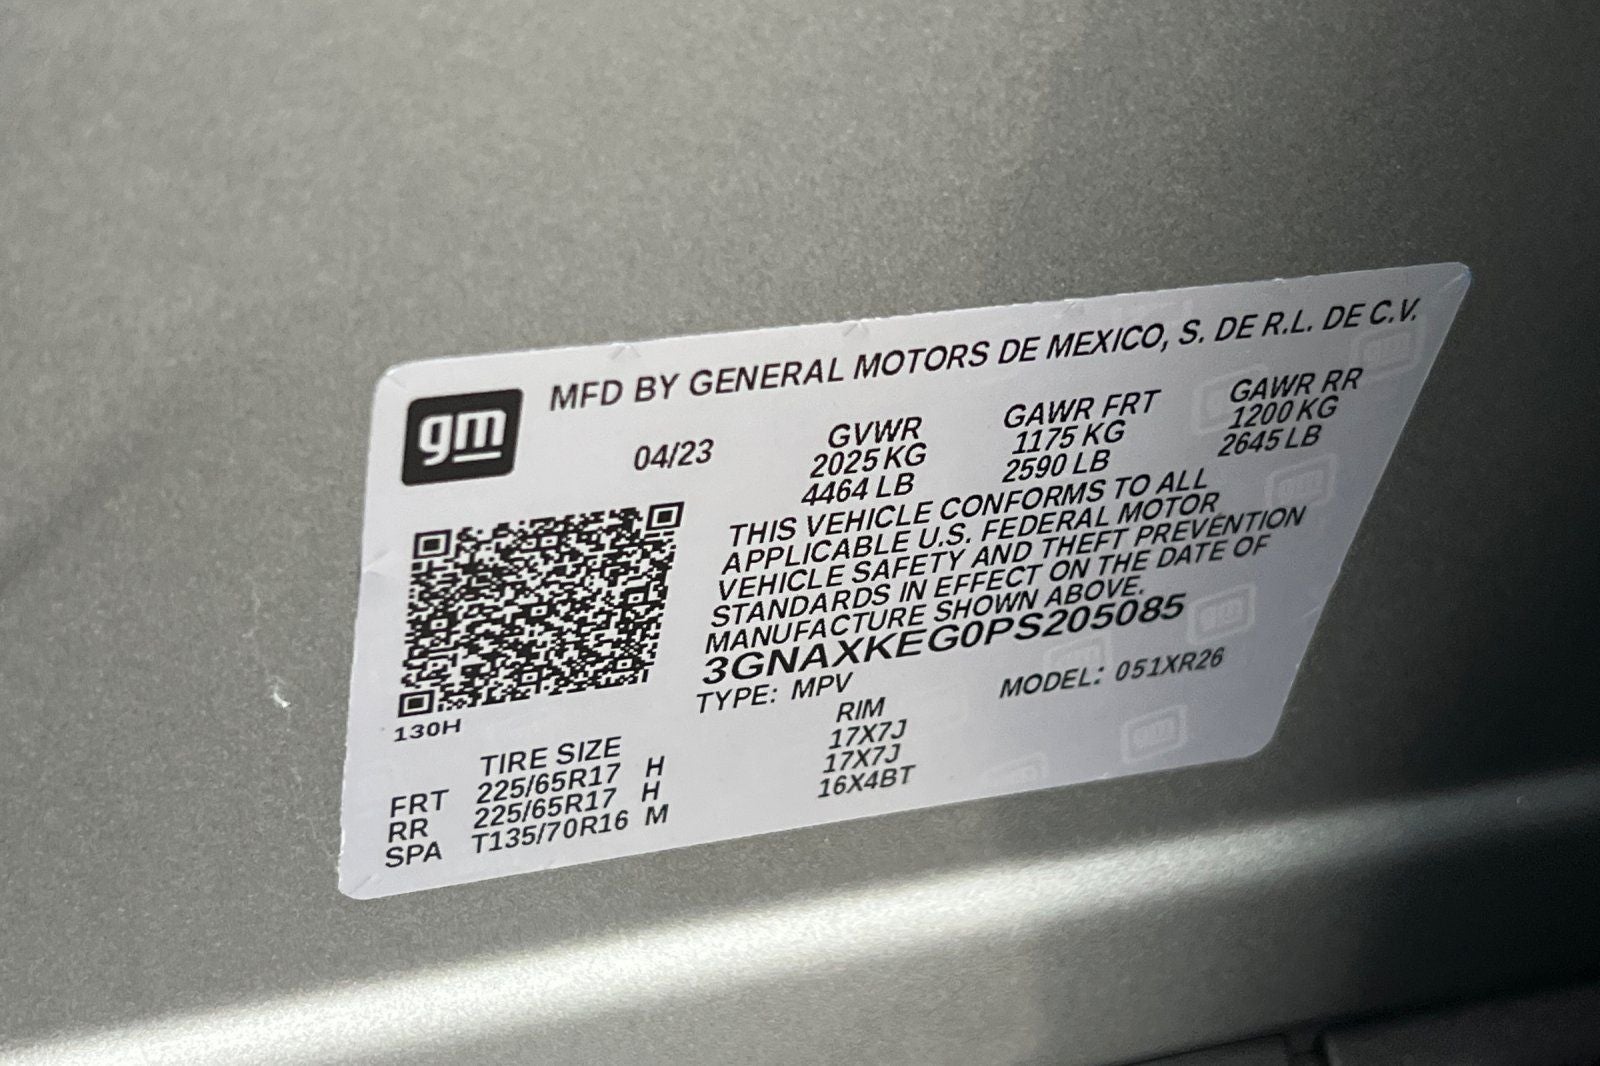 gm
MFD BY GENERAL MOTORS DE MEXICO, S. DE R.L. DE C.V.
04/23 GVWR GAWR FRT GAWR RR
2025 KG 1175 KG 1200 KG
4464 LB 2590 LB 2645 LB
THIS VEHICLE CONFORMS TO ALL
APPLICABLE U.S. FEDERAL MOTOR
VEHICLE SAFETY AND THEFT PREVENTION
STANDARDS IN EFFECT ON THE DATE OF
MANUFACTURE SHOWN ABOVE.
3GNAXKEG0PS205085
TYPE: MPV MODEL: 051XR26
130H
TIRE SIZE RIM
FRT 225/65R17 H 17X7J
RR 225/65R17 H 17X7J
SPA T135/70R16 M 16X4BT